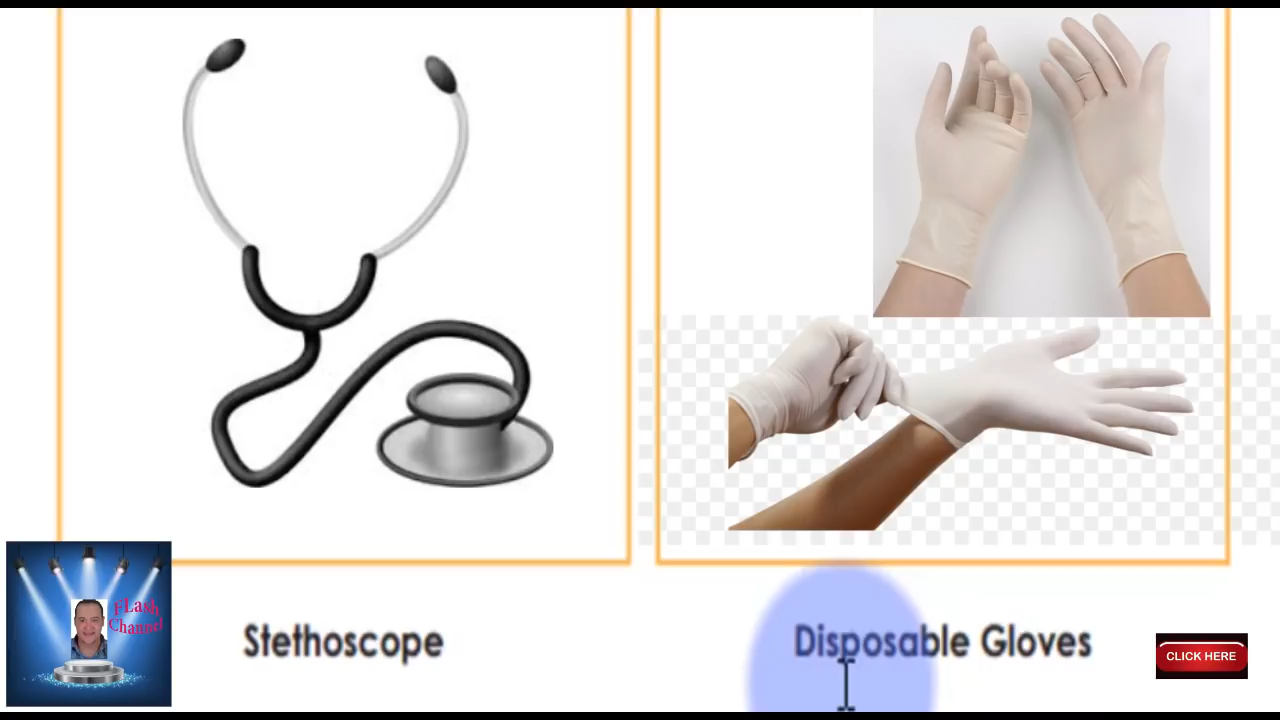 Stethoscope
Disposable Gloves
FLash
Channel
CLICK HERE